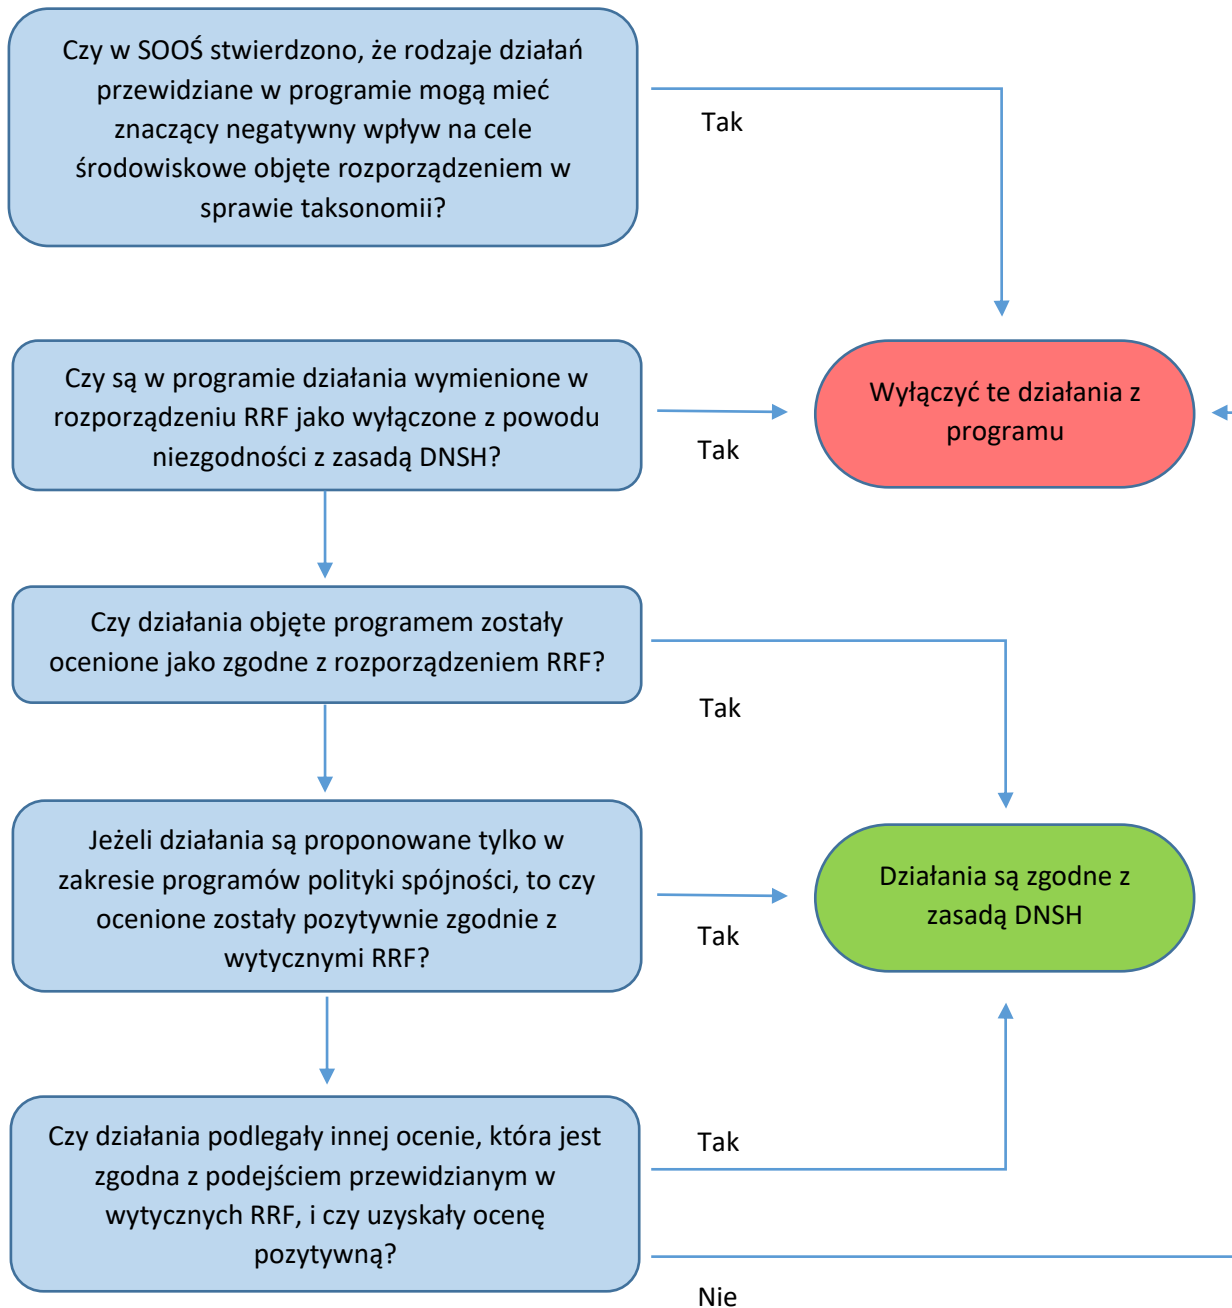 Czy w SOOŚ stwierdzono, że rodzaje działań
przewidziane w programie mogą mieć
znaczący negatywny wpływ na cele
środowiskowe objęte rozporządzeniem w
sprawie taksonomii?
Tak
Czy są w programie działania wymienione w
rozporządzeniu RRF jako wyłączone z powodu
niezgodności z zasadą DNSH?
Tak
Wyłączyć te działania z
programu
Czy działania objęte programem zostały
ocenione jako zgodne z rozporządzeniem RRF?
Tak
Jeżeli działania są proponowane tylko w
zakresie programów polityki spójności, to czy
ocenione zostały pozytywnie zgodnie z
wytycznymi RRF?
Tak
Działania są zgodne z
zasadą DNSH
Czy działania podlegały innej ocenie, która jest
zgodna z podejściem przewidzianym w
wytycznych RRF, i czy uzyskały ocenę
pozytywną?
Tak
Nie